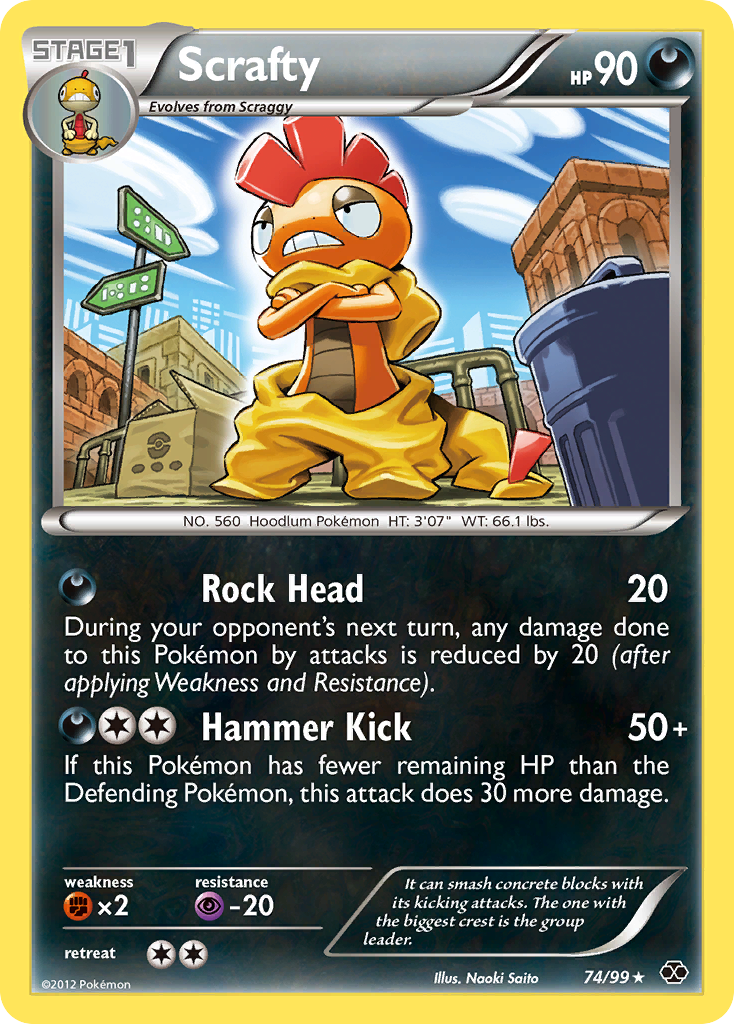 STAGE1
Scrafty
HP 90
Evolves from Scraggy
NO. 560 Hoodlum Pokémon HT: 3'07" WT: 66.1 lbs.
Rock Head 20
During your opponent's next turn, any damage done
to this Pokémon by attacks is reduced by 20 (after
applying Weakness and Resistance).
Hammer Kick 50+
If this Pokémon has fewer remaining HP than the
Defending Pokémon, this attack does 30 more damage.
weakness resistance
×2 -20
retreat
It can smash concrete blocks with
its kicking attacks. The one with
the biggest crest is the group
leader.
©2012 Pokémon
Illus. Naoki Saito
74/99 ★